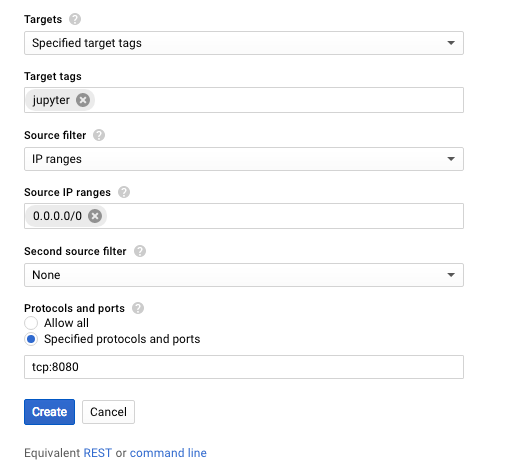 Targets ?
Specified target tags
Target tags
jupyter
Source filter ?
IP ranges
Source IP ranges ?
0.0.0.0/0
Second source filter ?
None
Protocols and ports ?
Allow all
Specified protocols and ports
tcp:8080
Create Cancel
Equivalent REST or command line